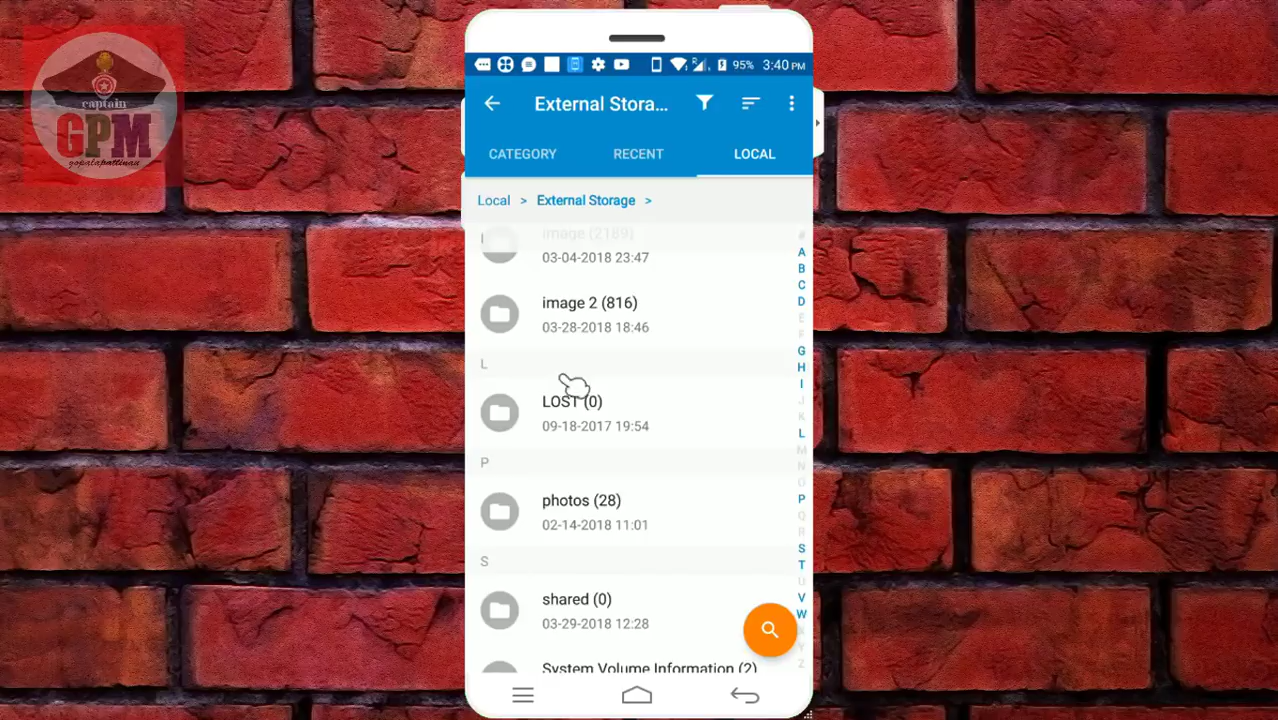 captain
GPM
gopalapattinam
95% 3:40 PM
External Stora...
CATEGORY RECENT LOCAL
Local > External Storage >
I
image (2189)
03-04-2018 23:47
image 2 (816)
03-28-2018 18:46
L
LOST (0)
09-18-2017 19:54
P
photos (28)
02-14-2018 11:01
S
shared (0)
03-29-2018 12:28
System Volume Information (2)
#
A
B
C
D
E
F
G
H
I
J
K
L
M
N
O
P
Q
R
S
T
U
V
W
X
Y
Z